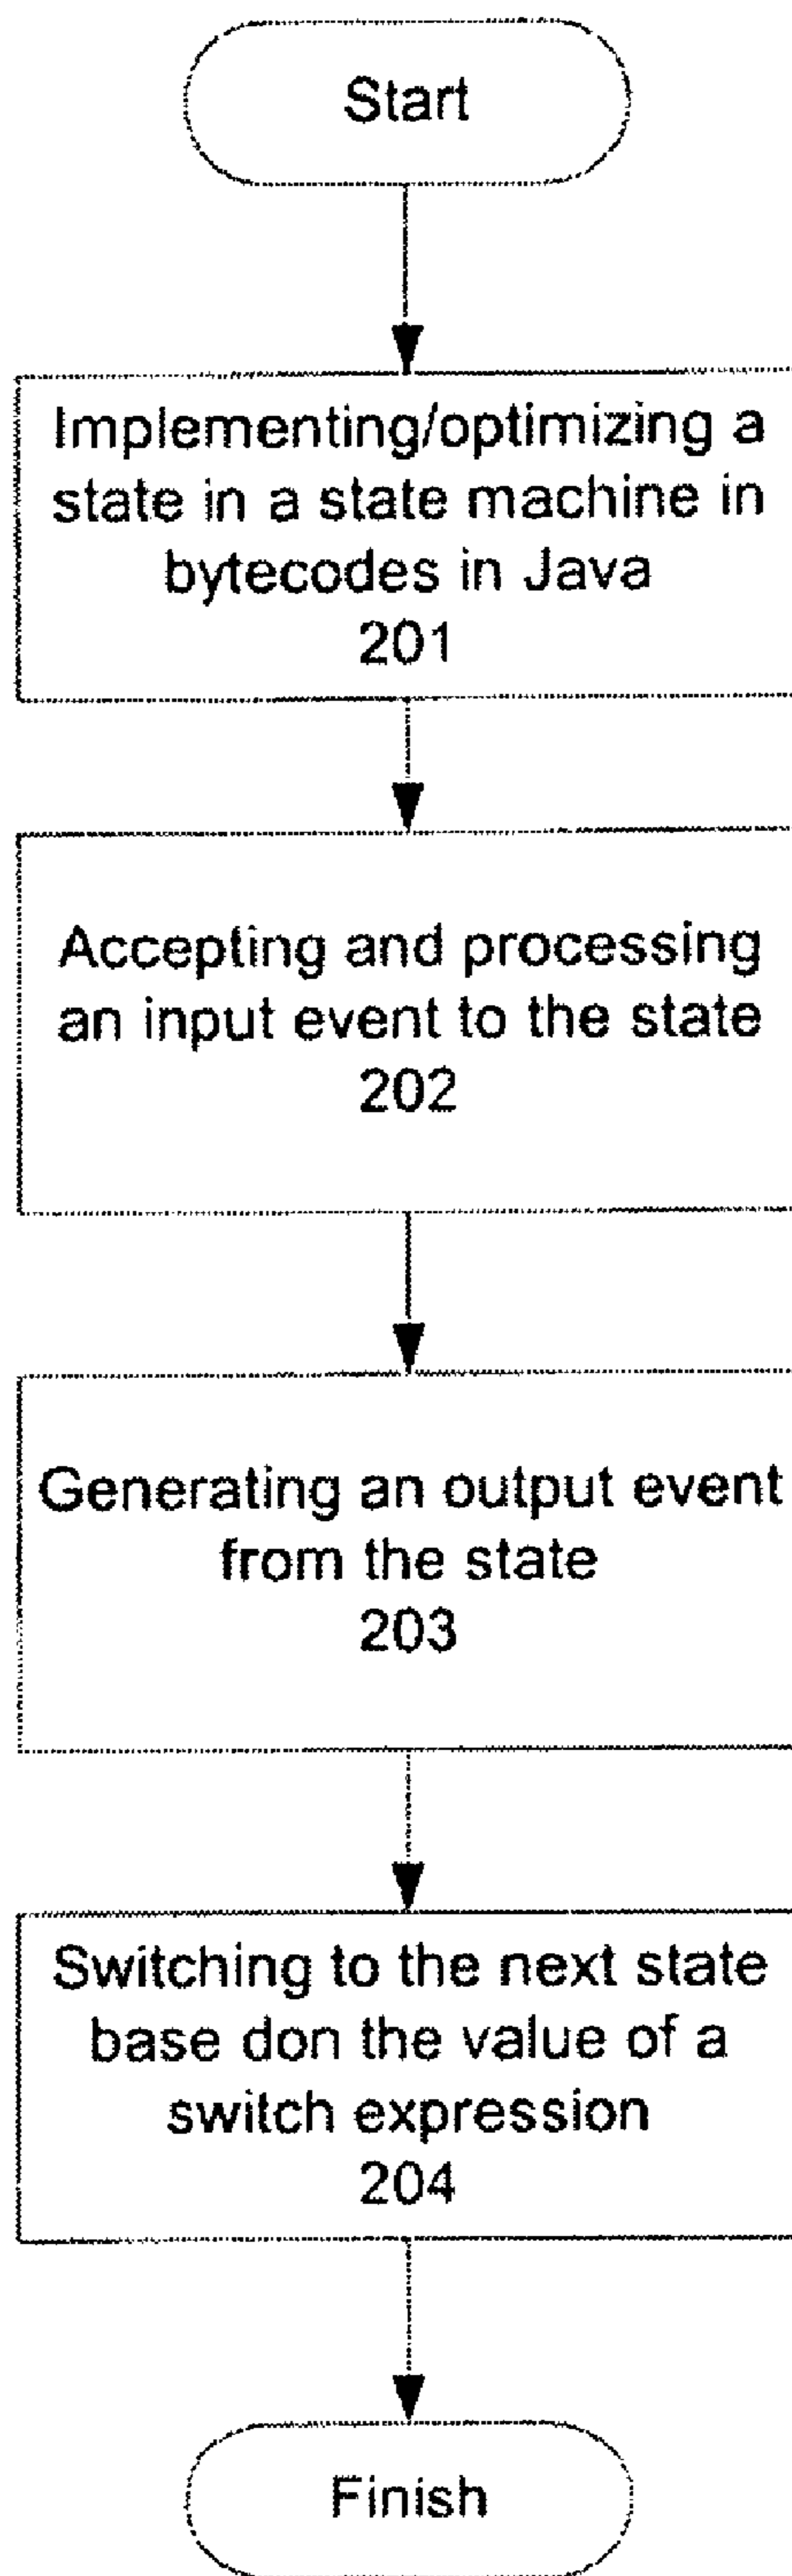 Start
Implementing/optimizing a
state in a state machine in
bytecodes in Java
201
Accepting and processing
an input event to the state
202
Generating an output event
from the state
203
Switching to the next state
base don the value of a
switch expression
204
Finish